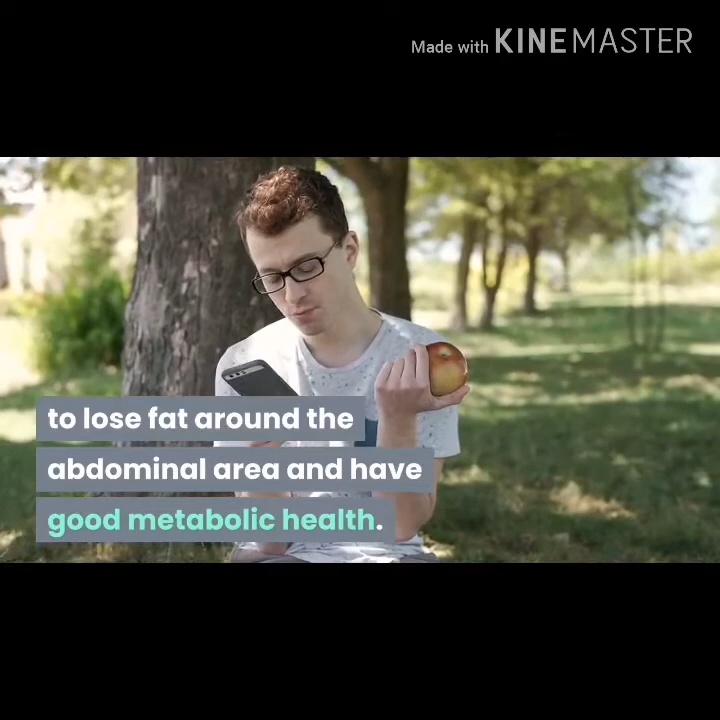 Made with KINEMASTER
to lose fat around the
abdominal area and have
good metabolic health.